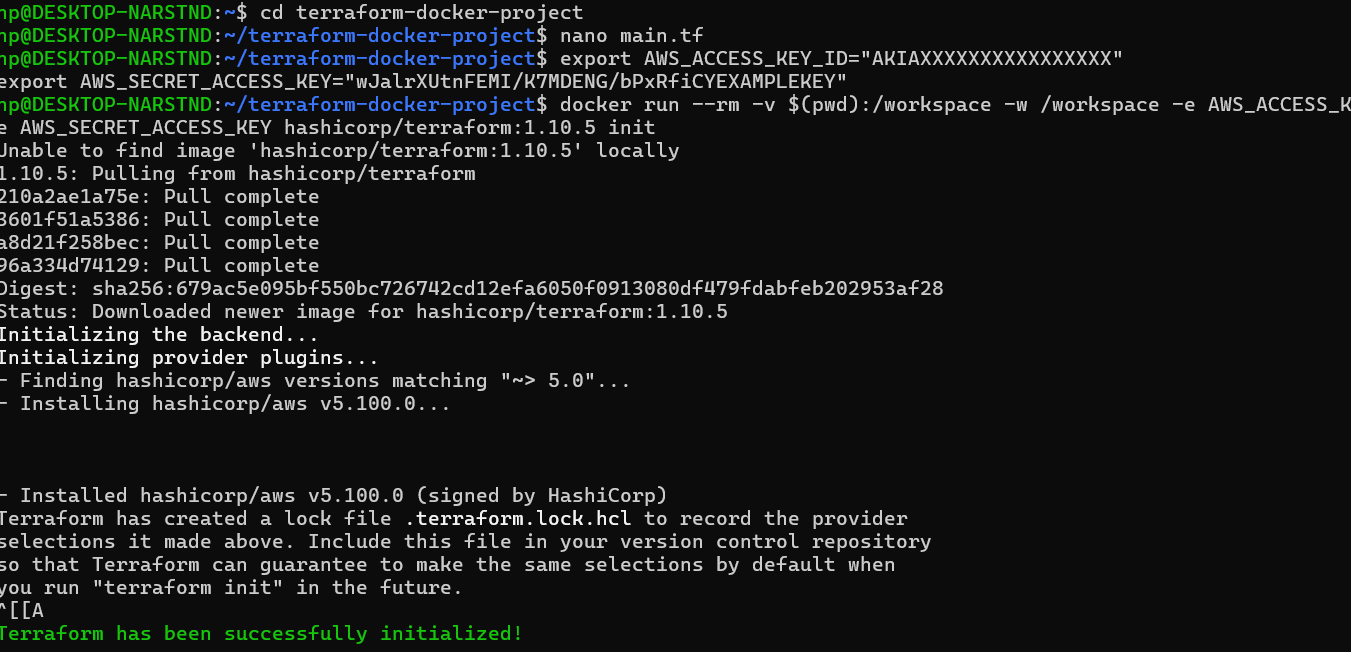 hp@DESKTOP-NARSTND:~$ cd terraform-docker-project
hp@DESKTOP-NARSTND:~/terraform-docker-project$ nano main.tf
hp@DESKTOP-NARSTND:~/terraform-docker-project$ export AWS_ACCESS_KEY_ID="AKIAXXXXXXXXXXXXXXXX"
export AWS_SECRET_ACCESS_KEY="wJalrXUtnFEMI/K7MDENG/bPxRfiCYEXAMPLEKEY"
hp@DESKTOP-NARSTND:~/terraform-docker-project$ docker run --rm -v $(pwd):/workspace -w /workspace -e AWS_ACCESS_K
e AWS_SECRET_ACCESS_KEY hashicorp/terraform:1.10.5 init
Unable to find image 'hashicorp/terraform:1.10.5' locally
1.10.5: Pulling from hashicorp/terraform
210a2ae1a75e: Pull complete
3601f51a5386: Pull complete
a8d21f258bec: Pull complete
96a334d74129: Pull complete
Digest: sha256:679ac5e095bf550bc726742cd12efa6050f0913080df479fdabfeb202953af28
Status: Downloaded newer image for hashicorp/terraform:1.10.5
Initializing the backend...
Initializing provider plugins...
- Finding hashicorp/aws versions matching "~> 5.0"...
- Installing hashicorp/aws v5.100.0...
- Installed hashicorp/aws v5.100.0 (signed by HashiCorp)
Terraform has created a lock file .terraform.lock.hcl to record the provider
selections it made above. Include this file in your version control repository
so that Terraform can guarantee to make the same selections by default when
you run "terraform init" in the future.
^[[A
Terraform has been successfully initialized!